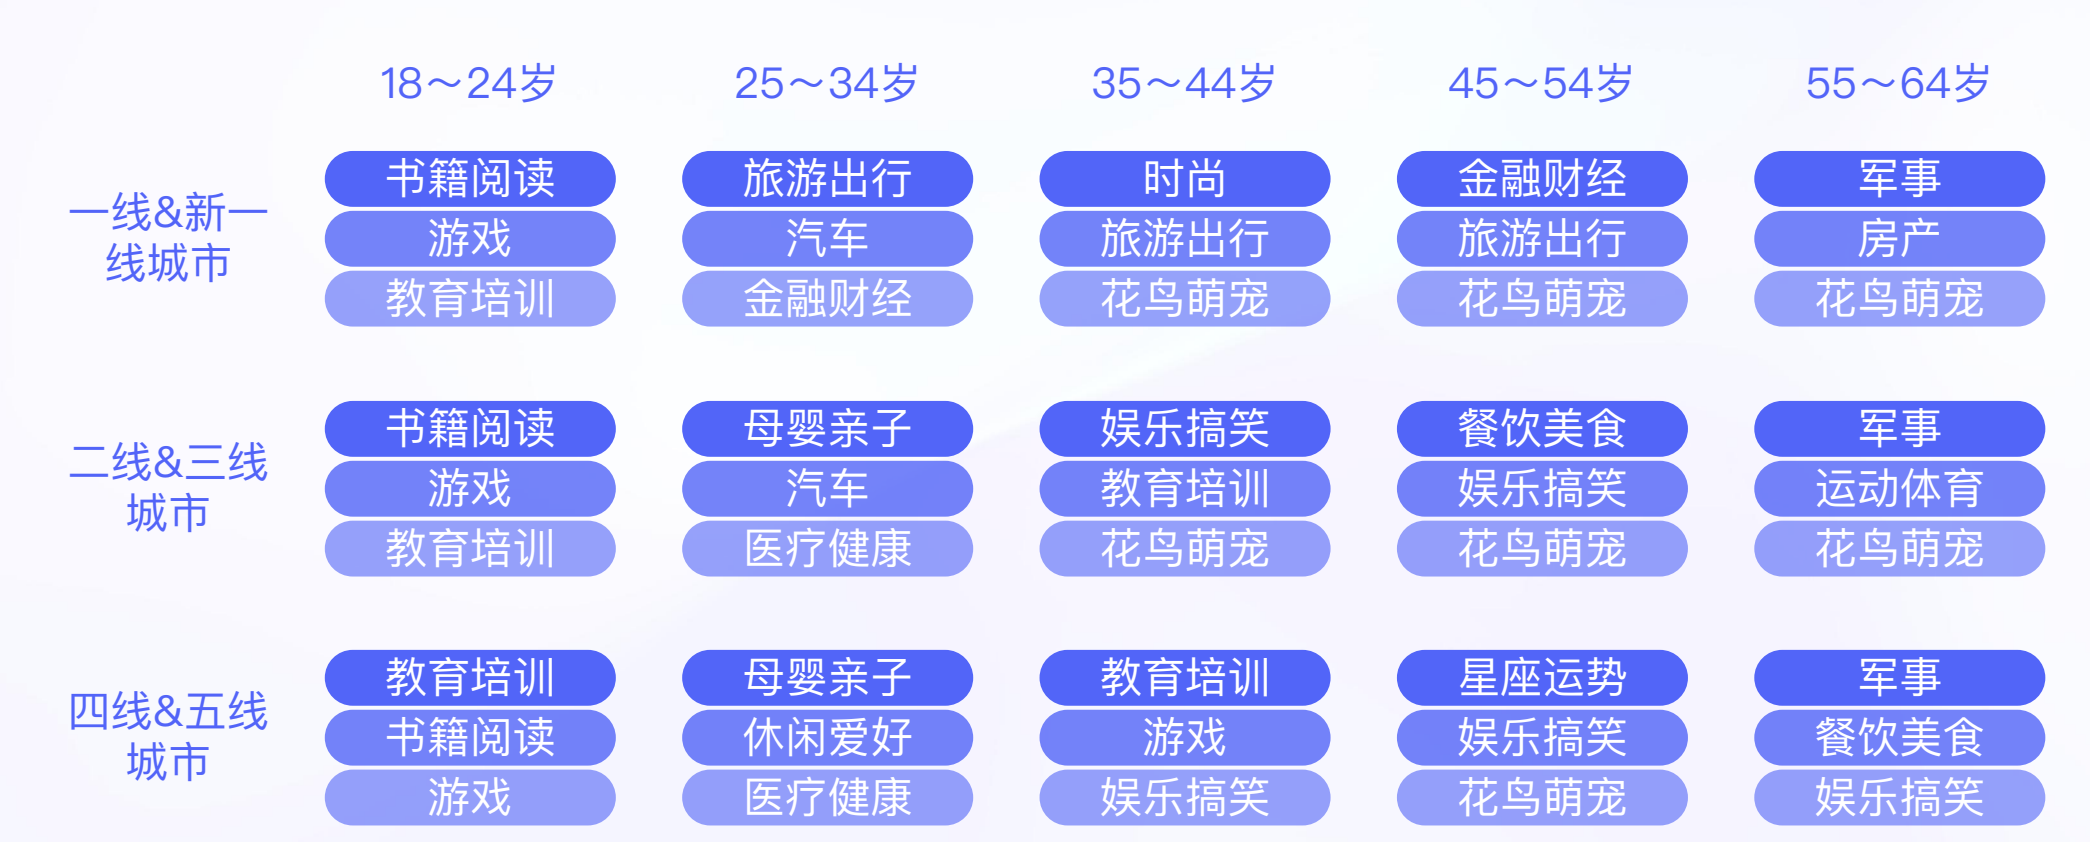 18～24岁 25～34岁 35～44岁 45～54岁 55～64岁
一线&新一
线城市
书籍阅读 旅游出行 时尚 金融财经 军事
游戏 汽车 旅游出行 旅游出行 房产
教育培训 金融财经 花鸟萌宠 花鸟萌宠 花鸟萌宠
二线&三线
城市
书籍阅读 母婴亲子 娱乐搞笑 餐饮美食 军事
游戏 汽车 教育培训 娱乐搞笑 运动体育
教育培训 医疗健康 花鸟萌宠 花鸟萌宠 花鸟萌宠
四线&五线
城市
教育培训 母婴亲子 教育培训 星座运势 军事
书籍阅读 休闲爱好 游戏 娱乐搞笑 餐饮美食
游戏 医疗健康 娱乐搞笑 花鸟萌宠 娱乐搞笑